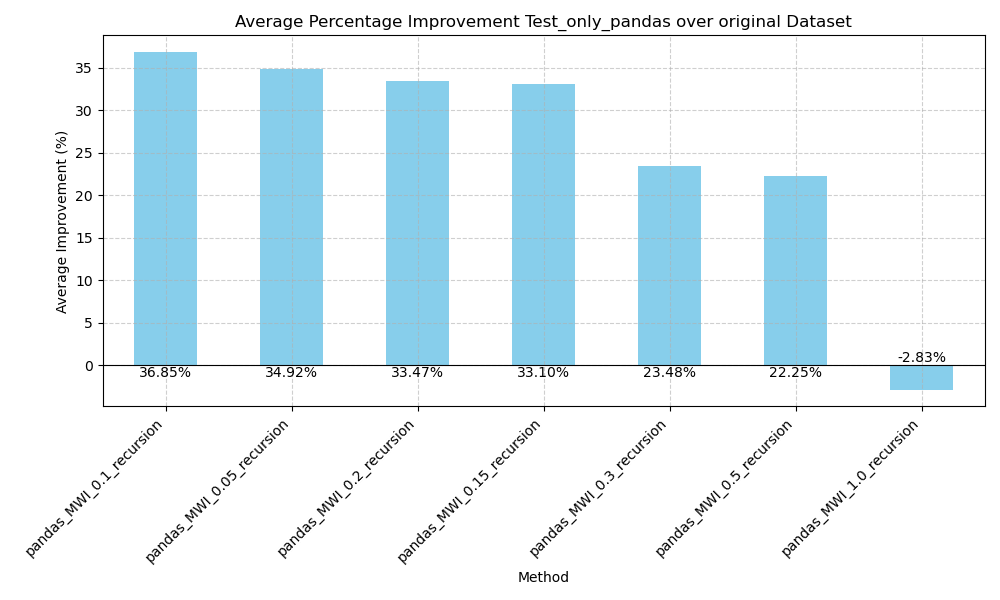 Average Percentage Improvement Test_only_pandas over original Dataset
Average Improvement (%)
35
30
25
20
15
10
5
0
36.85%
34.92%
33.47%
33.10%
23.48%
22.25%
-2.83%
pandas_MWI_0.1_recursion
pandas_MWI_0.05_recursion
pandas_MWI_0.2_recursion
pandas_MWI_0.15_recursion
pandas_MWI_0.3_recursion
pandas_MWI_0.5_recursion
pandas_MWI_1.0_recursion
Method